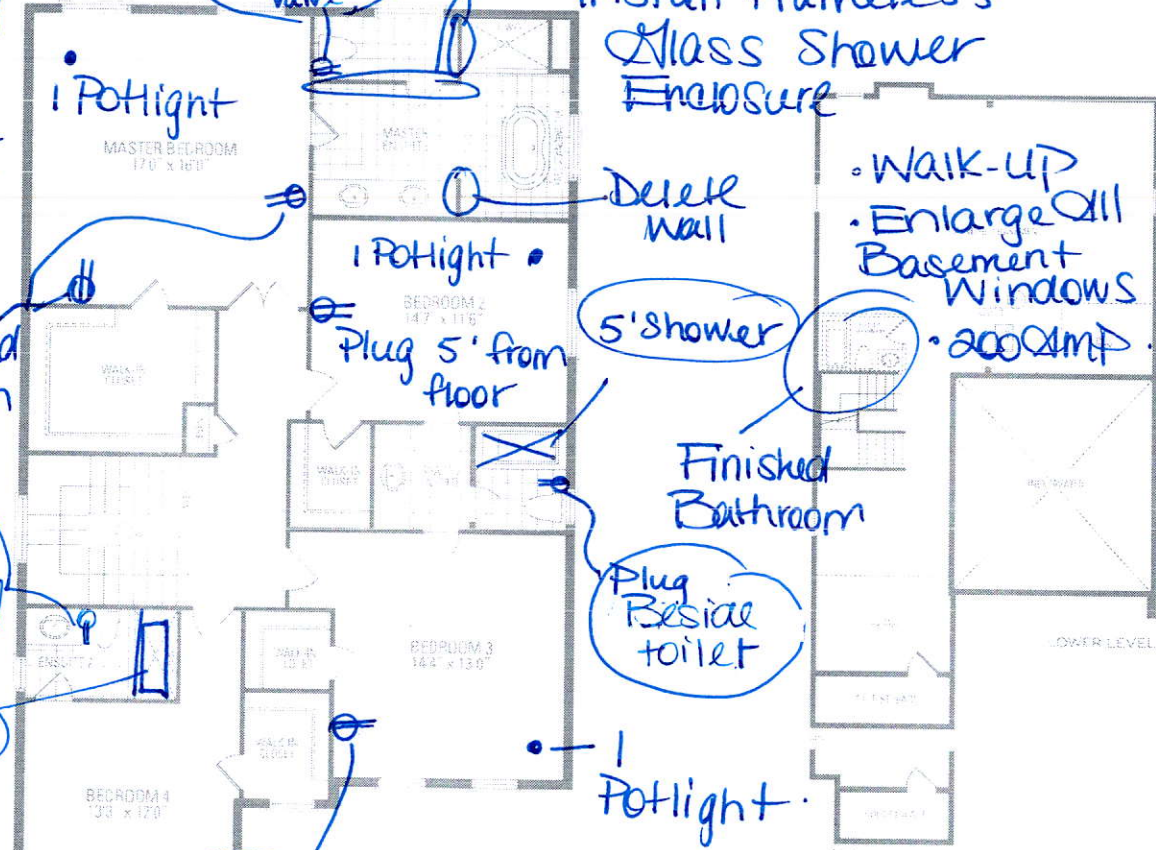 Valve
Install Frameless
Glass Shower
Enclosure
1 Potlight
MASTER BEDROOM
17'0" x 16'0"
MASTER
ENSUITE
Delete
Wall
• Walk-up
• Enlarge All
Basement
Windows
• 200 Amp.
1 Potlight
BEDROOM 2
14'7" x 11'6"
Plug 5' from
floor
5' Shower
WALK-IN
CLOSET
WALK-IN
CLOSET
Finished
Bathroom
Plug
Beside
toilet
BEDROOM 3
14'4" x 13'0"
WALK-IN
CLOSET
WALK-IN
CLOSET
LOWER LEVEL
BEDROOM 4
13'3" x 12'0"
1
Potlight.